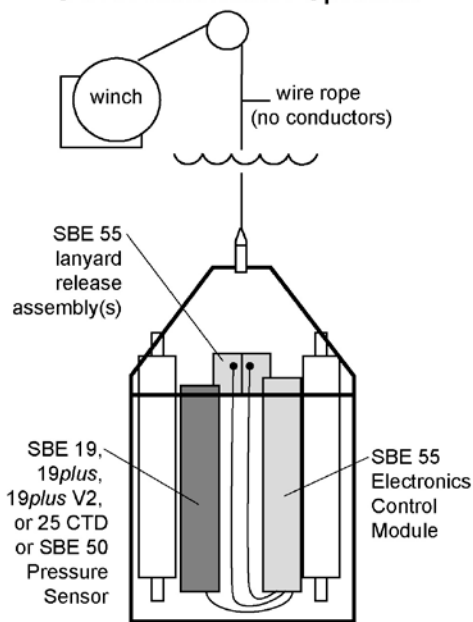 winch
wire rope
(no conductors)
SBE 55
lanyard
release
assembly(s)
SBE 19,
19plus,
19plus V2,
or 25 CTD
or SBE 50
Pressure
Sensor
SBE 55
Electronics
Control
Module